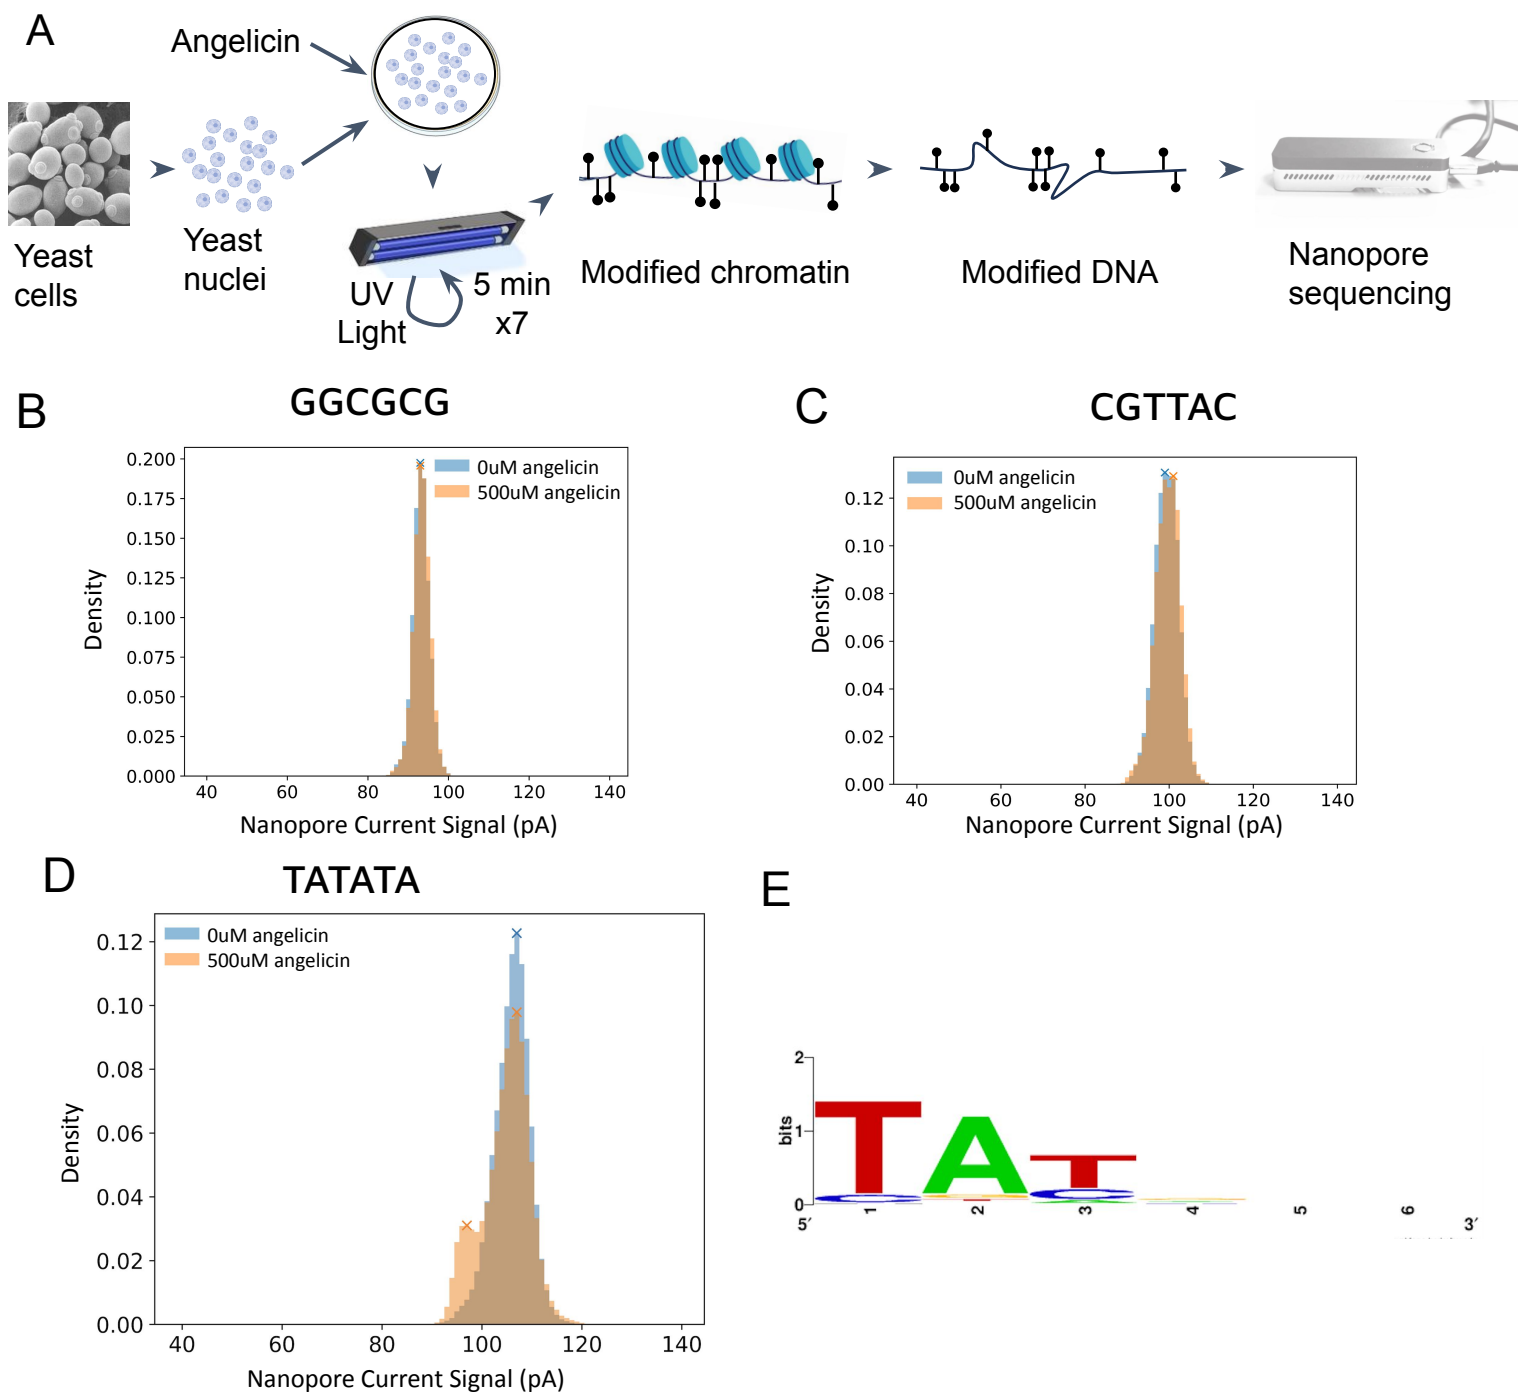 A
Angelicin
Yeast
cells
Yeast
nuclei
UV
Light
5 min
x7
Modified chromatin
Modified DNA
Nanopore
sequencing
B
GGCGCG
0uM angelicin
500uM angelicin
0.200
0.175
0.150
0.125
0.100
0.075
0.050
0.025
0.000
Density
40 60 80 100 120 140
Nanopore Current Signal (pA)
C
CGTTAC
0uM angelicin
500uM angelicin
0.12
0.10
0.08
0.06
0.04
0.02
0.00
Density
40 60 80 100 120 140
Nanopore Current Signal (pA)
D
TATATA
0uM angelicin
500uM angelicin
0.12
0.10
0.08
0.06
0.04
0.02
0.00
Density
40 60 80 100 120 140
Nanopore Current Signal (pA)
E
2
1
0
bits
TAT
C C
1 2 3 4 5 6
5′ 3′